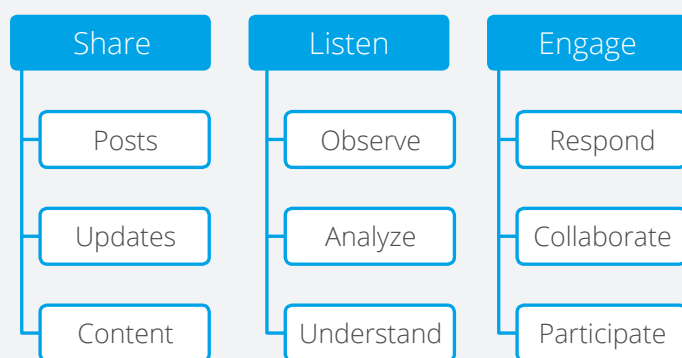 Share
Posts
Updates
Content
Listen
Observe
Analyze
Understand
Engage
Respond
Collaborate
Participate